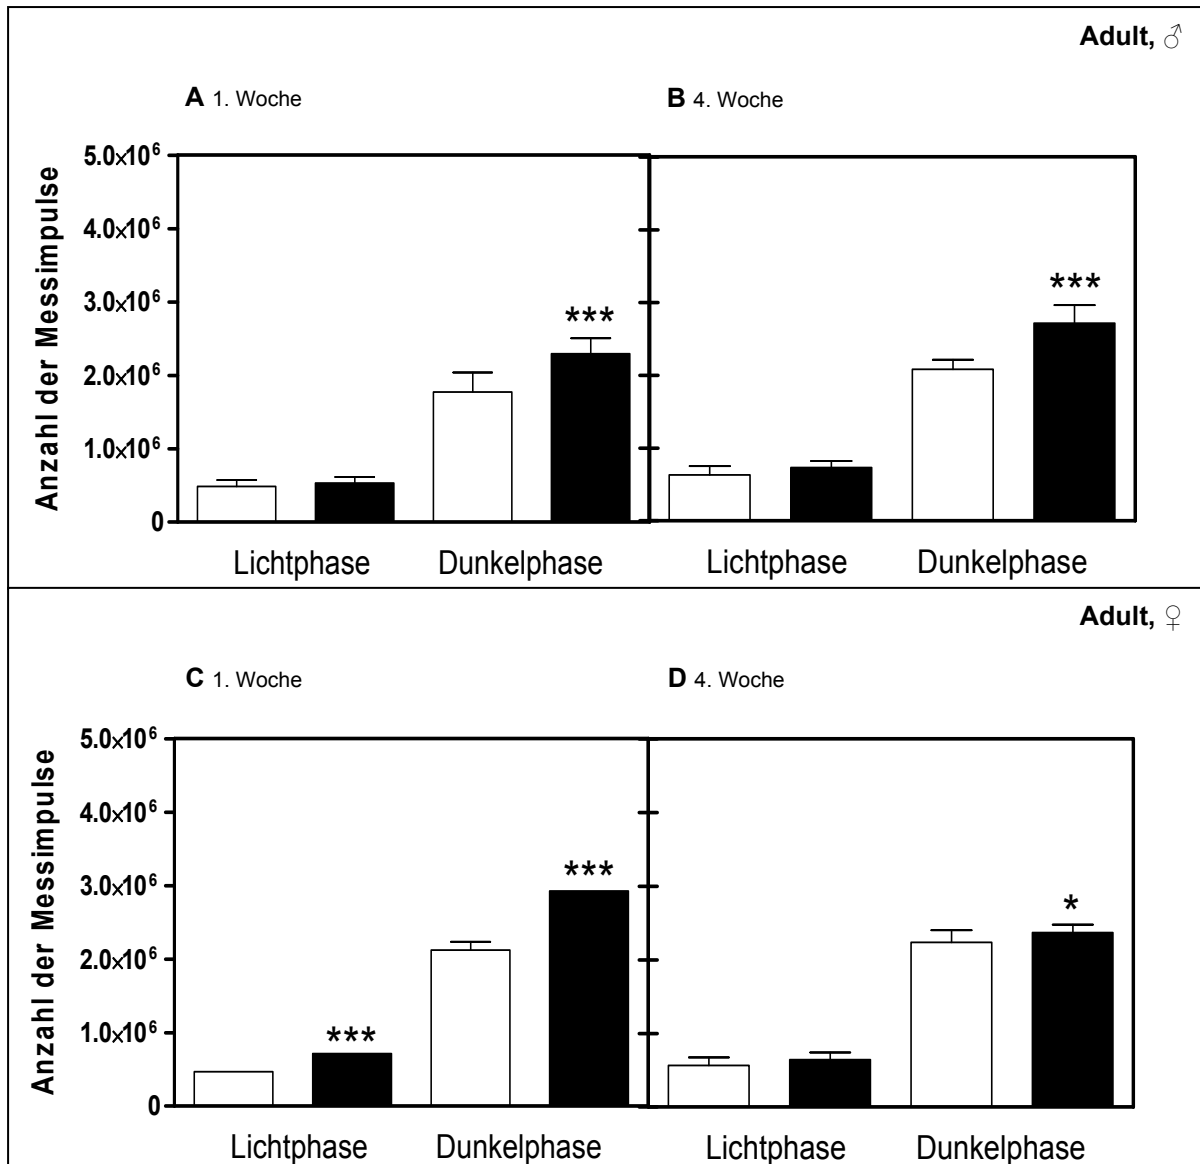 Adult, ♂
A 1. Woche
B 4. Woche
Anzahl der Messimpulse
5.0×10⁶
4.0×10⁶
3.0×10⁶
2.0×10⁶
1.0×10⁶
0
***
***
Lichtphase
Dunkelphase
Lichtphase
Dunkelphase
Adult, ♀
C 1. Woche
D 4. Woche
Anzahl der Messimpulse
5.0×10⁶
4.0×10⁶
3.0×10⁶
2.0×10⁶
1.0×10⁶
0
***
***
*
Lichtphase
Dunkelphase
Lichtphase
Dunkelphase